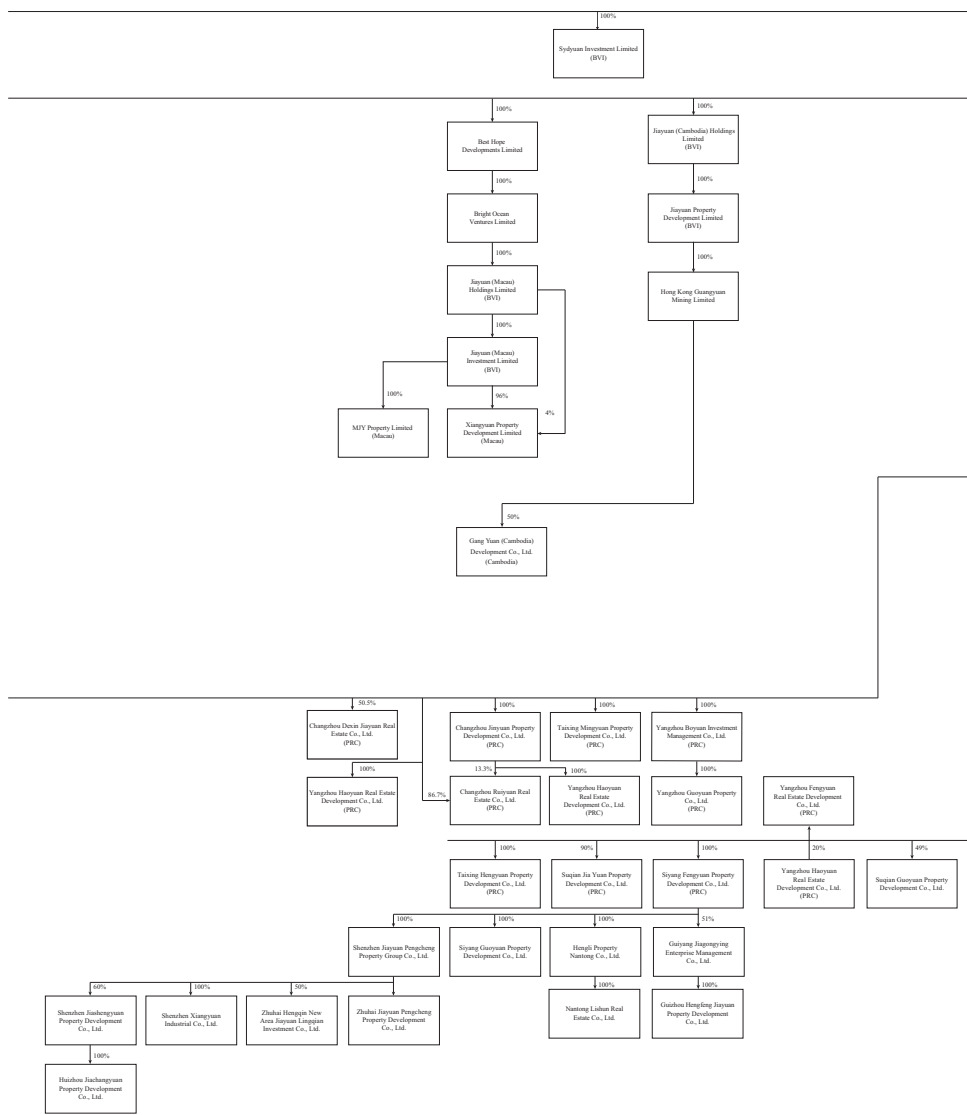 100%
Sydyuan Investment Limited
(BVI)
100%
100%
Best Hope
Developments Limited
Jiayuan (Cambodia) Holdings
Limited
(BVI)
100%
100%
Bright Ocean
Ventures Limited
Jiayuan Property
Development Limited
(BVI)
100%
100%
Jiayuan (Macau)
Holdings Limited
(BVI)
Hong Kong Guangyuan
Mining Limited
100%
Jiayuan (Macau)
Investment Limited
(BVI)
100%
96%
4%
MJY Property Limited
(Macau)
Xiangyuan Property
Development Limited
(Macau)
50%
Gang Yuan (Cambodia)
Development Co., Ltd.
(Cambodia)
50.5%
100%
100%
100%
Changzhou Dexin Jiayuan Real
Estate Co., Ltd.
(PRC)
Changzhou Jinyuan Property
Development Co., Ltd.
(PRC)
Taixing Mingyuan Property
Development Co., Ltd.
(PRC)
Yangzhou Boyuan Investment
Management Co., Ltd.
(PRC)
100%
86.7%
13.3%
100%
100%
Yangzhou Haoyuan Real Estate
Development Co., Ltd.
(PRC)
Changzhou Ruiyuan Real
Estate Co., Ltd.
(PRC)
Yangzhou Haoyuan
Real Estate
Development Co., Ltd.
(PRC)
Yangzhou Guoyuan Property
Co., Ltd.
(PRC)
Yangzhou Fengyuan
Real Estate Development
Co., Ltd.
(PRC)
100%
90%
100%
20%
49%
Taixing Hengyuan Property
Development Co., Ltd.
(PRC)
Suqian Jia Yuan Property
Development Co., Ltd.
(PRC)
Siyang Fengyuan Property
Development Co., Ltd.
(PRC)
Yangzhou Haoyuan
Real Estate
Development Co., Ltd.
(PRC)
Suqian Guoyuan Property
Development Co., Ltd.
100%
100%
100%
51%
Shenzhen Jiayuan Pengcheng
Property Group Co., Ltd.
Siyang Guoyuan Property
Development Co., Ltd.
Hengli Property
Nantong Co., Ltd.
Guiyang Jiagongying
Enterprise Management
Co., Ltd.
60%
100%
50%
100%
100%
Shenzhen Jiashengyuan
Property Development
Co., Ltd.
Shenzhen Xiangyuan
Industrial Co., Ltd.
Zhuhai Hengqin New
Area Jiayuan Lingqian
Investment Co., Ltd.
Zhuhai Jiayuan Pengcheng
Property Development
Co., Ltd.
Nantong Lishun Real
Estate Co., Ltd.
Guizhou Hengfeng Jiayuan
Property Development
Co., Ltd.
100%
Huizhou Jiachangyuan
Property Development
Co., Ltd.